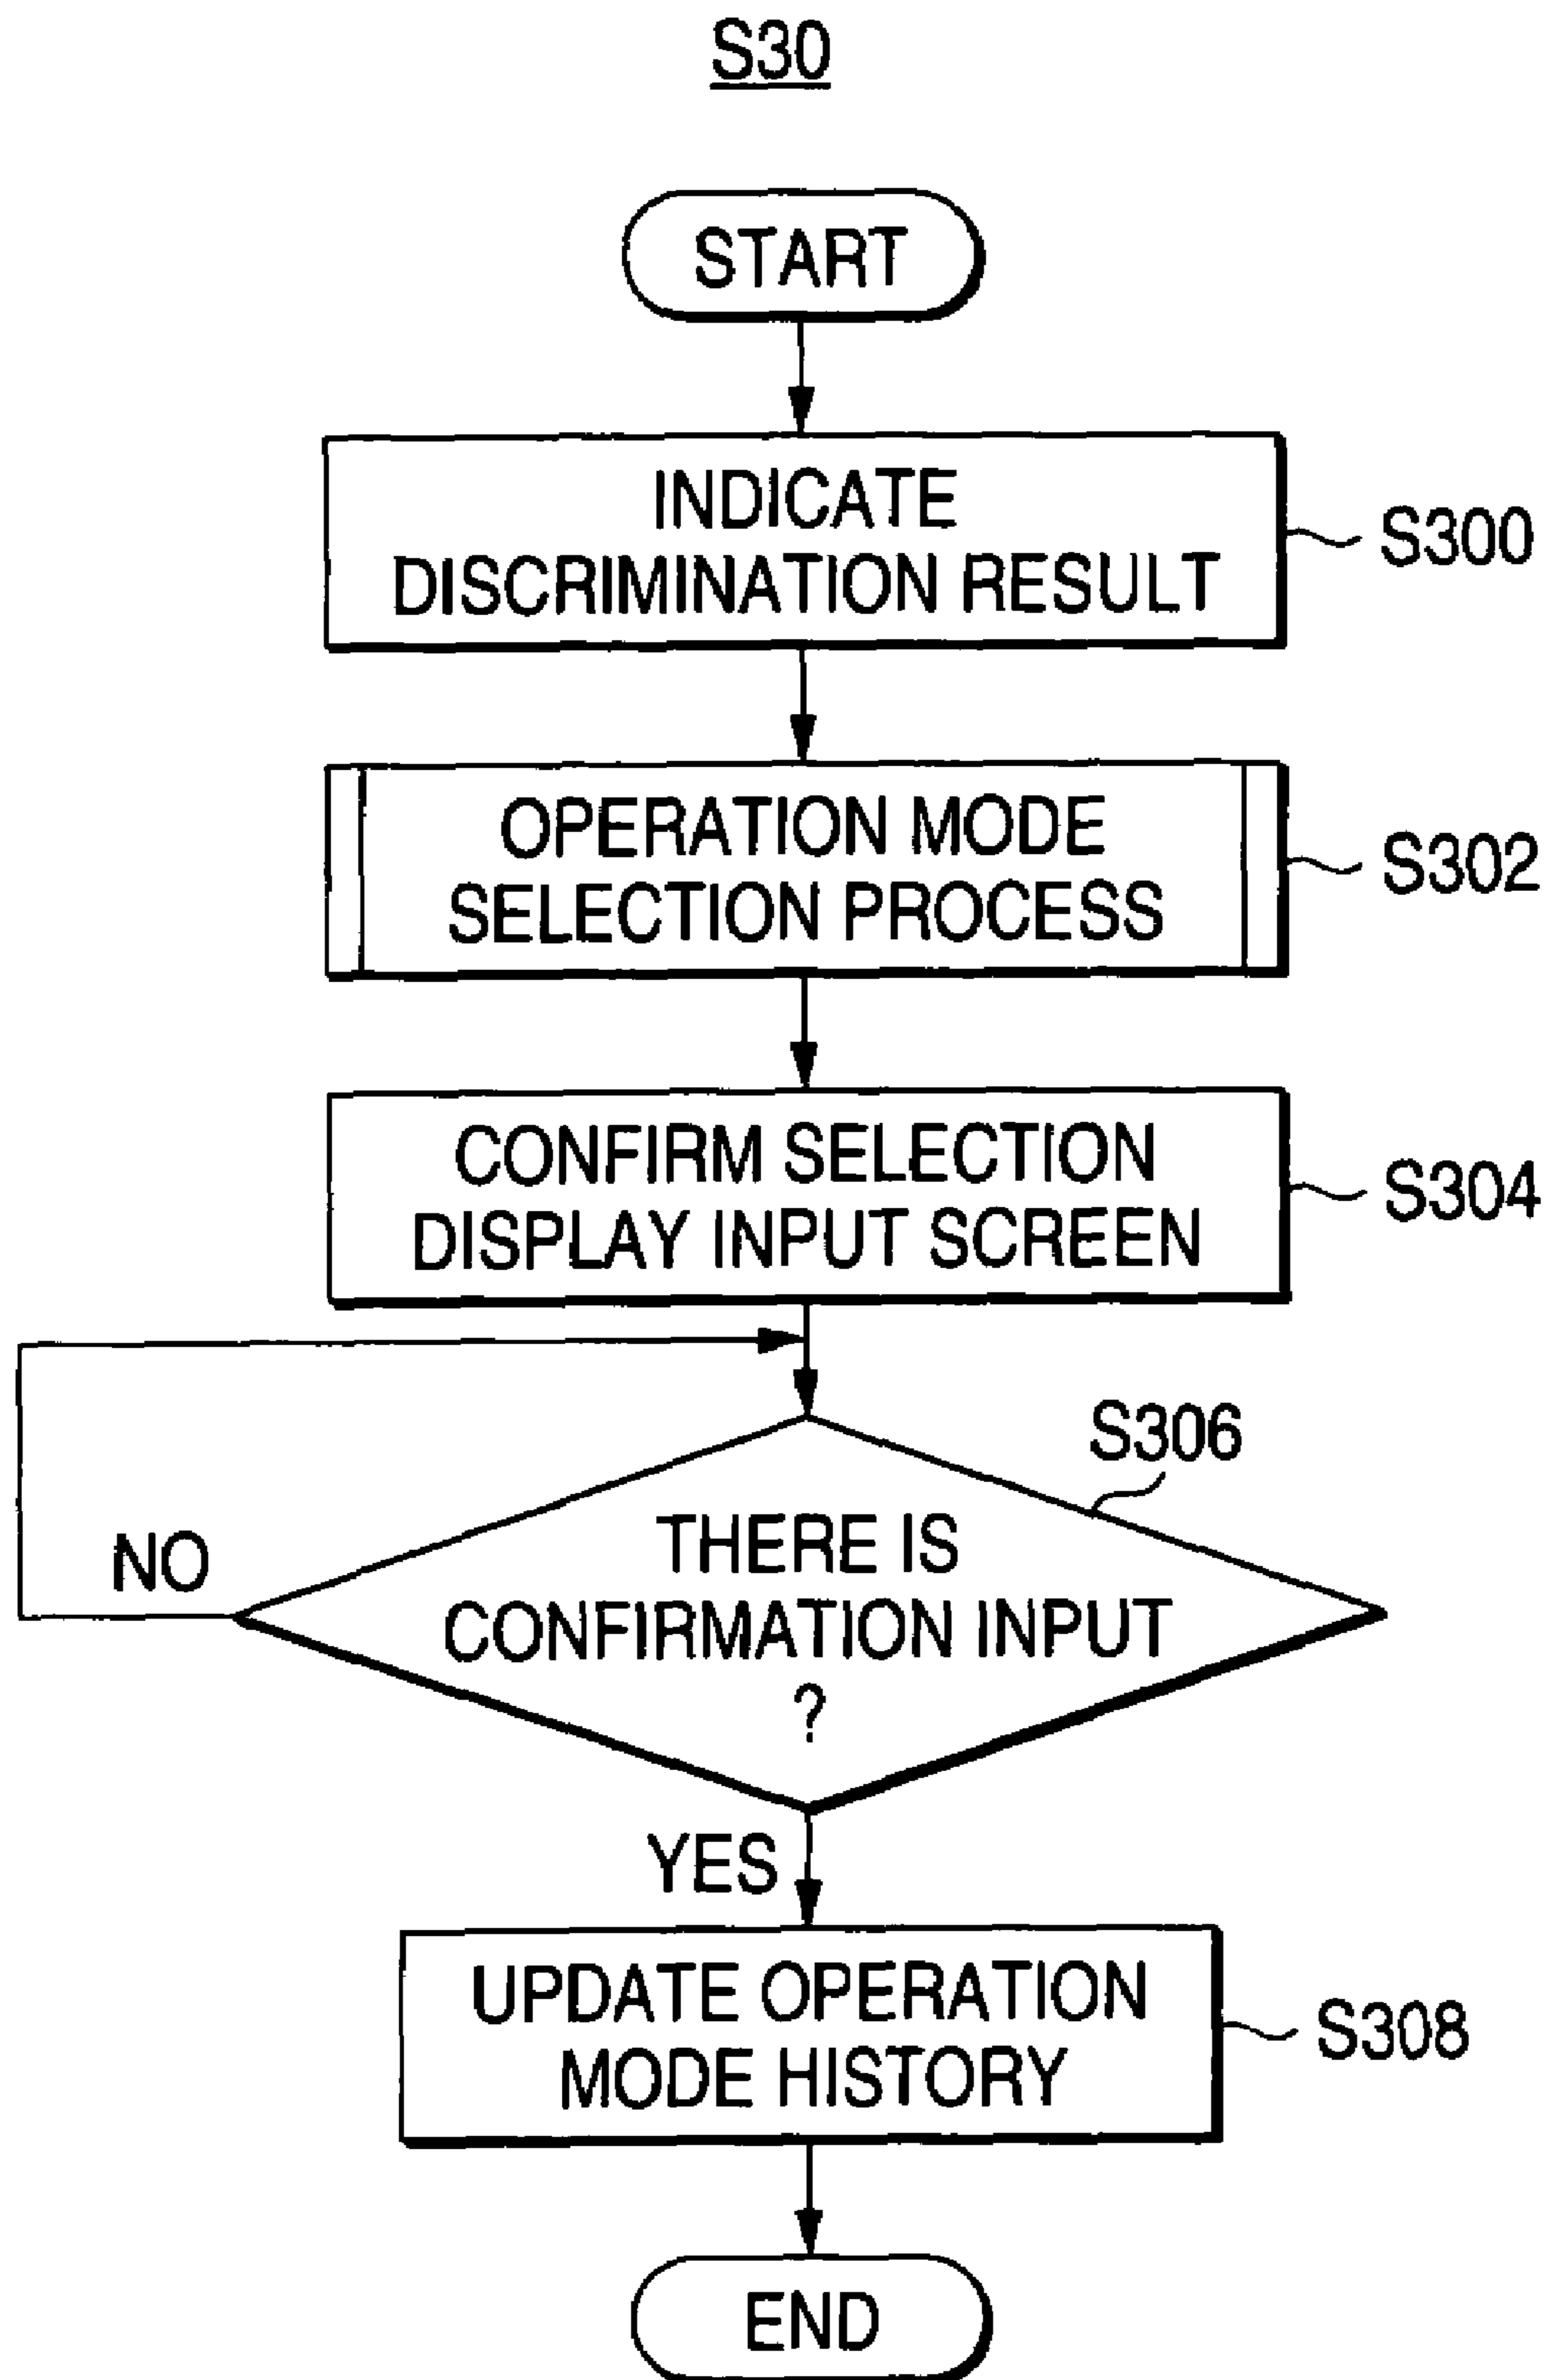 S30
START
INDICATE
DISCRIMINATION RESULT
S300
OPERATION MODE
SELECTION PROCESS
S302
CONFIRM SELECTION
DISPLAY INPUT SCREEN
S304
S306
THERE IS
CONFIRMATION INPUT
?
NO
YES
UPDATE OPERATION
MODE HISTORY
S308
END